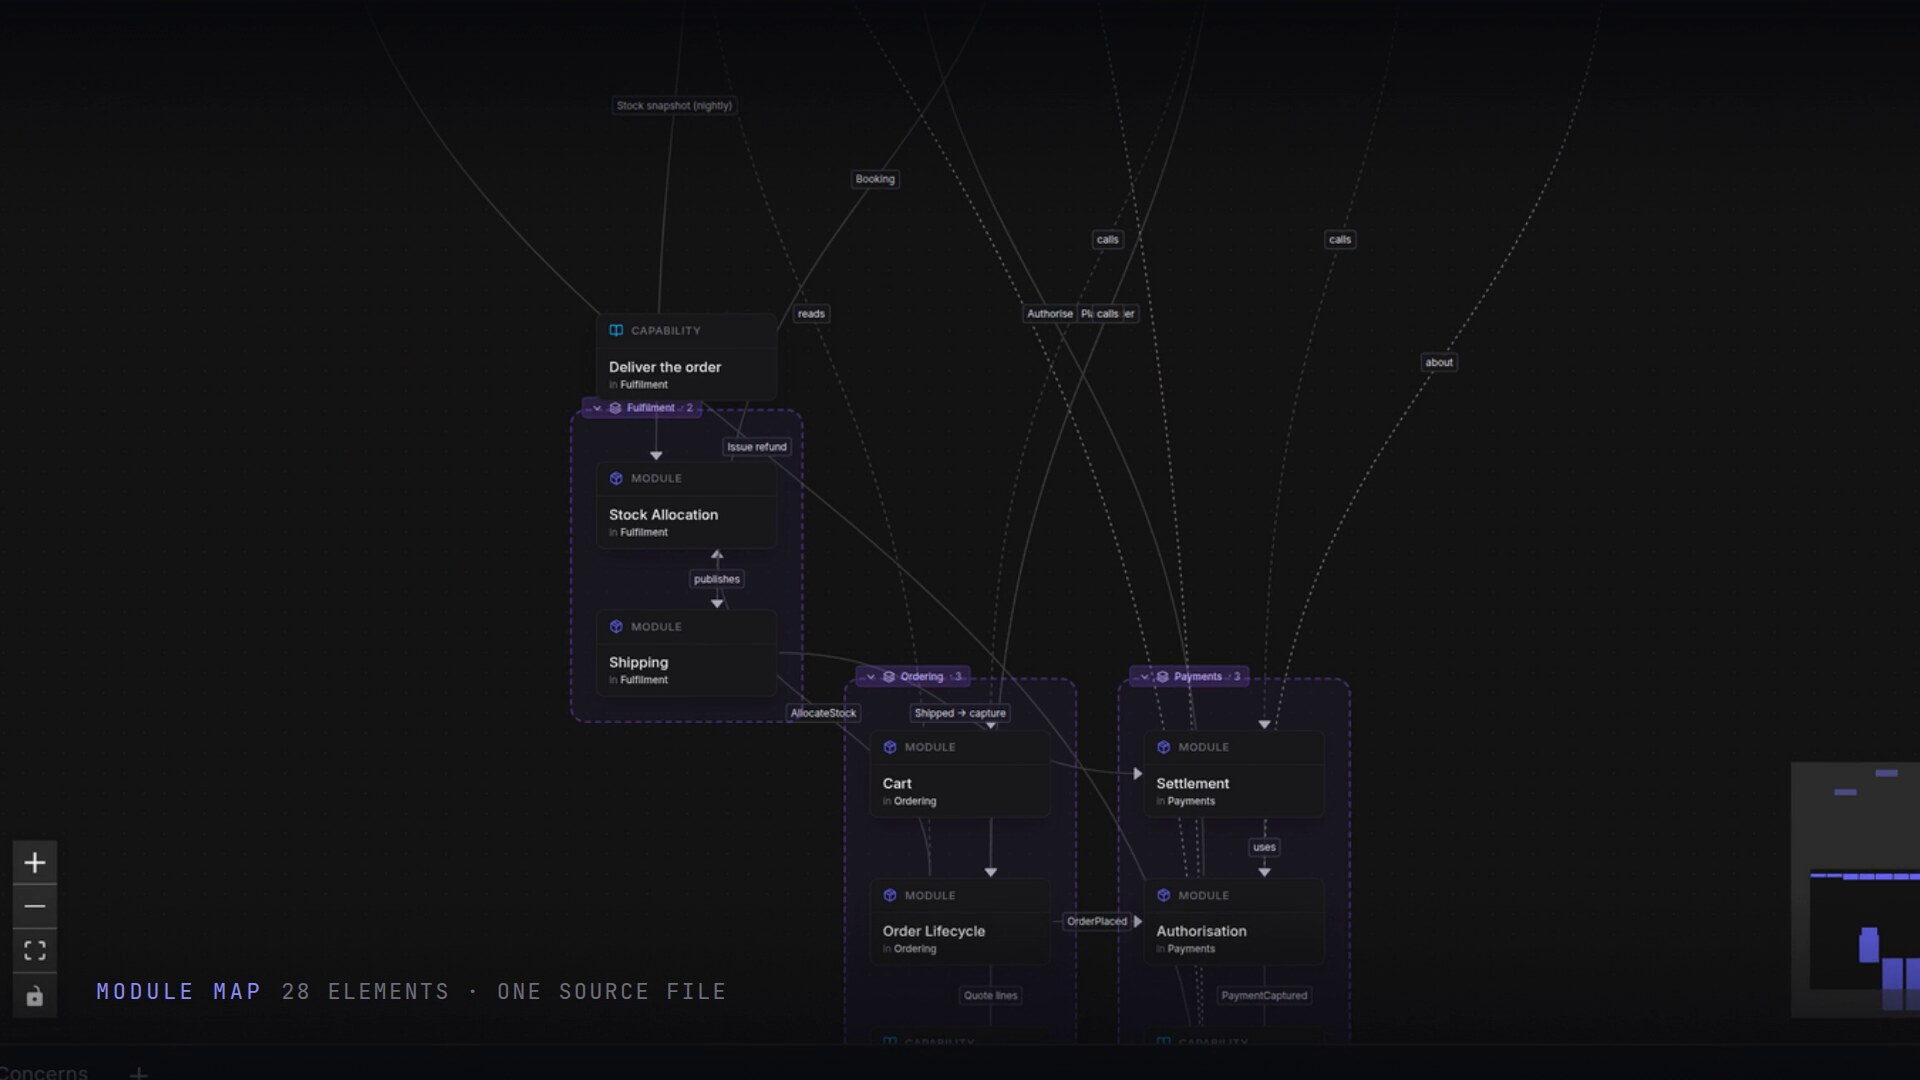 Stock snapshot (nightly)
Booking
calls
calls
reads
Authorise
calls
CAPABILITY
Deliver the order
in Fulfilment
about
Fulfilment · 2
Issue refund
MODULE
Stock Allocation
in Fulfilment
publishes
MODULE
Shipping
in Fulfilment
Ordering · 3
Payments · 3
AllocateStock
Shipped → capture
MODULE
Cart
in Ordering
MODULE
Settlement
in Payments
uses
MODULE
Order Lifecycle
in Ordering
OrderPlaced
MODULE
Authorisation
in Payments
MODULE MAP 28 ELEMENTS · ONE SOURCE FILE
Quote lines
PaymentCaptured
CAPABILITY
CAPABILITY
Concerns +